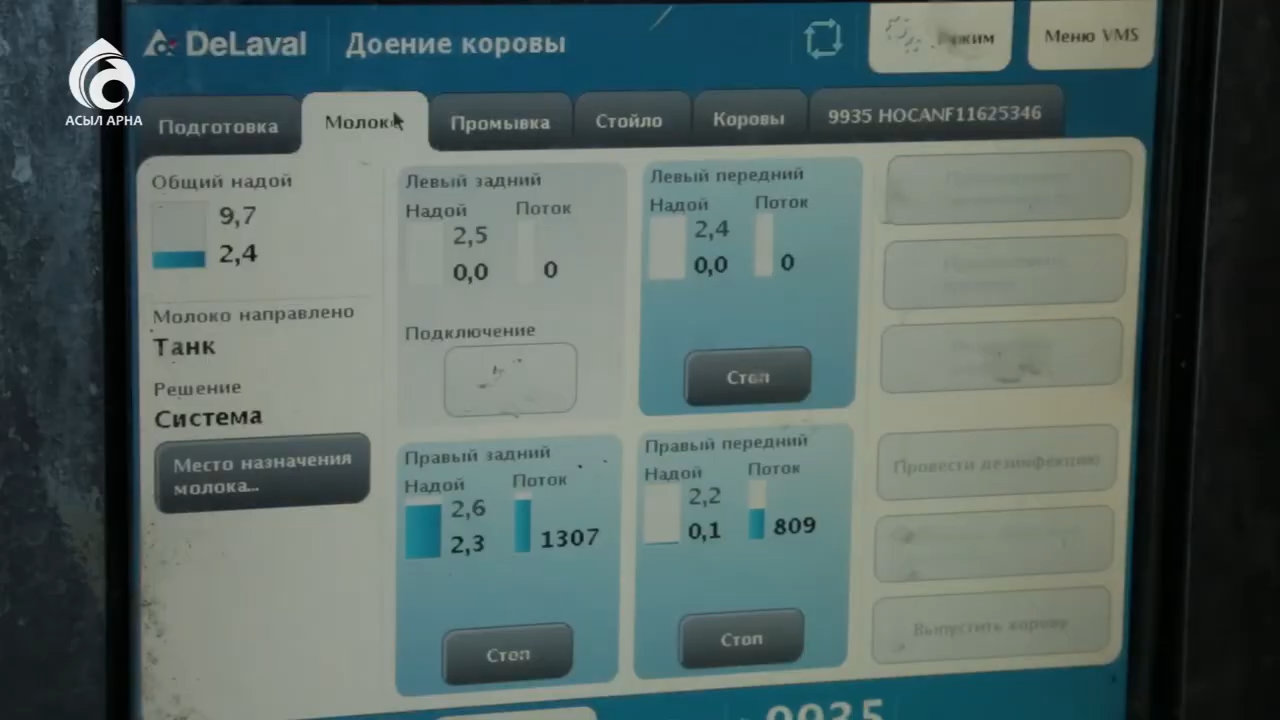 DeLaval
Доение коровы
Режим
Меню VMS
АСЫЛ АРНА
Подготовка
Молоко
Промывка
Стойло
Коровы
9935 HOCANF11625346
Общий надой
9,7
2,4
Молоко направлено
Танк
Решение
Система
Место назначения
молока...
Левый задний
Надой Поток
2,5
0,0 0
Подключение
Левый передний
Надой Поток
2,4
0,0 0
Стоп
Правый задний
Надой Поток
2,6
2,3 1307
Стоп
Правый передний
Надой Поток
2,2
0,1 809
Стоп
Провести дезинфекцию
Выпустить корову
9935